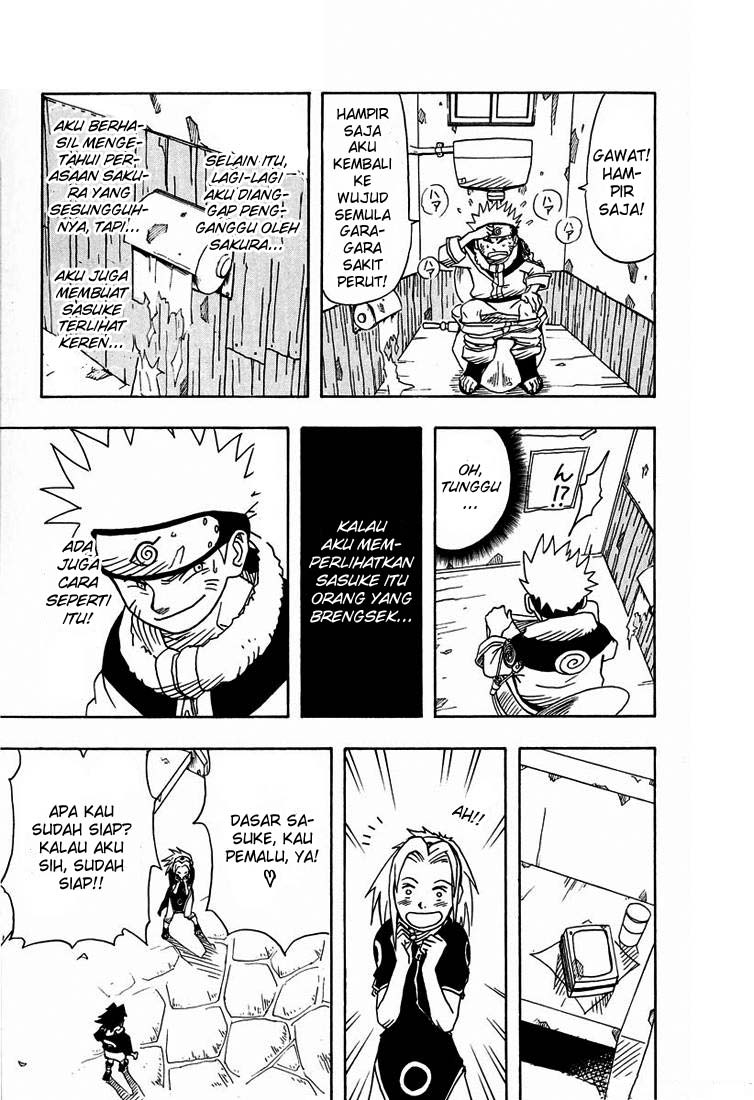 GAWAT!
HAM-
PIR
SAJA!
HAMPIR
SAJA
AKU
KEMBALI
KE
WUJUD
SEMULA
GARA-
GARA
SAKIT
PERUT!
SELAIN ITU,
LAGI-LAGI
AKU DIANG-
GAP PENG-
GANGGU OLEH
SAKURA...
AKU BERHA-
SIL MENGE-
TAHUI PER-
ASAAN SAKU-
RA YANG
SESUNGGUH-
NYA, TAPI...
AKU JUGA
MEMBUAT
SASUKE
TERLIHAT
KEREN...
ん!?
OH,
TUNGGU
...
KALAU
AKU MEM-
PERLIHATKAN
SASUKE ITU
ORANG YANG
BRENGSEK...
ADA
JUGA
CARA
SEPERTI
ITU!
AH!!
DASAR SA-
SUKE, KAU
PEMALU, YA!
♡
APA KAU
SUDAH SIAP?
KALAU AKU
SIH, SUDAH
SIAP!!